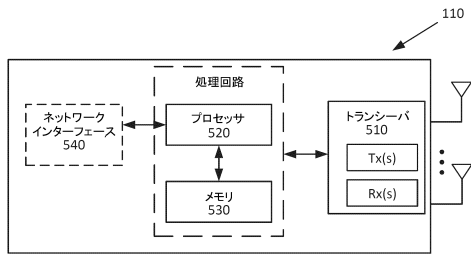 110
処理回路
ネットワーク
インターフェース
540
プロセッサ
520
メモリ
530
トランシーバ
510
Tx(s)
Rx(s)